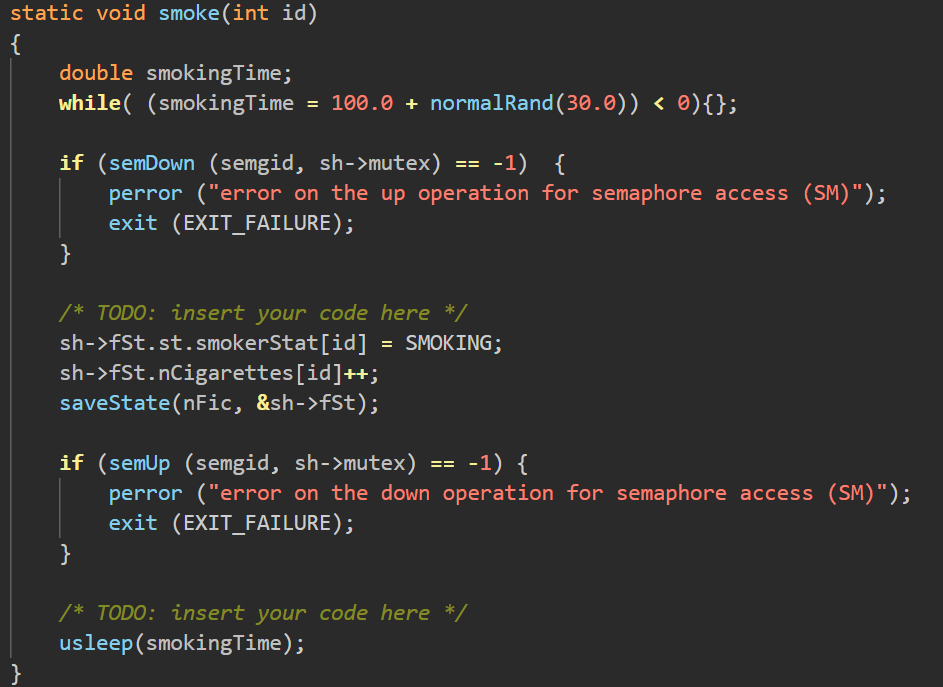 static void smoke(int id)
{
    double smokingTime;
    while( (smokingTime = 100.0 + normalRand(30.0)) < 0){};

    if (semDown (semgid, sh->mutex) == -1)  {
        perror ("error on the up operation for semaphore access (SM)");
        exit (EXIT_FAILURE);
    }

    /* TODO: insert your code here */
    sh->fSt.st.smokerStat[id] = SMOKING;
    sh->fSt.nCigarettes[id]++;
    saveState(nFic, &sh->fSt);

    if (semUp (semgid, sh->mutex) == -1) {
        perror ("error on the down operation for semaphore access (SM)");
        exit (EXIT_FAILURE);
    }

    /* TODO: insert your code here */
    usleep(smokingTime);
}